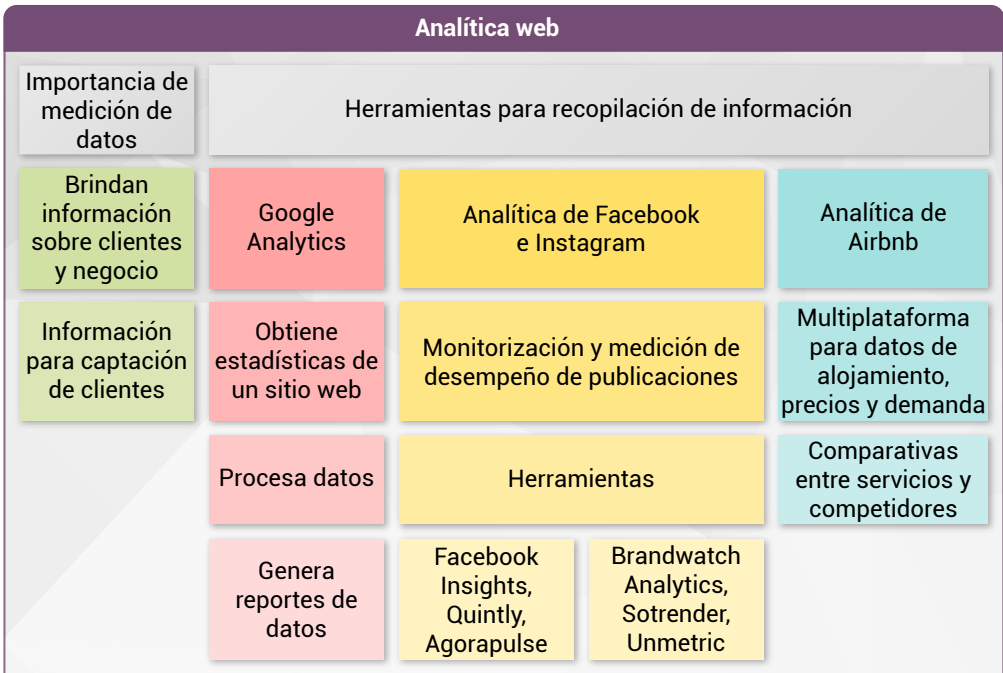 Analítica web
Importancia de
medición de
datos
Herramientas para recopilación de información
Brindan
información
sobre clientes
y negocio
Google
Analytics
Analítica de Facebook
e Instagram
Analítica de
Airbnb
Información
para captación
de clientes
Obtiene
estadísticas de
un sitio web
Monitorización y medición de
desempeño de publicaciones
Multiplataforma
para datos de
alojamiento,
precios y demanda
Procesa datos
Herramientas
Comparativas
entre servicios y
competidores
Genera
reportes de
datos
Facebook
Insights,
Quintly,
Agorapulse
Brandwatch
Analytics,
Sotrender,
Unmetric